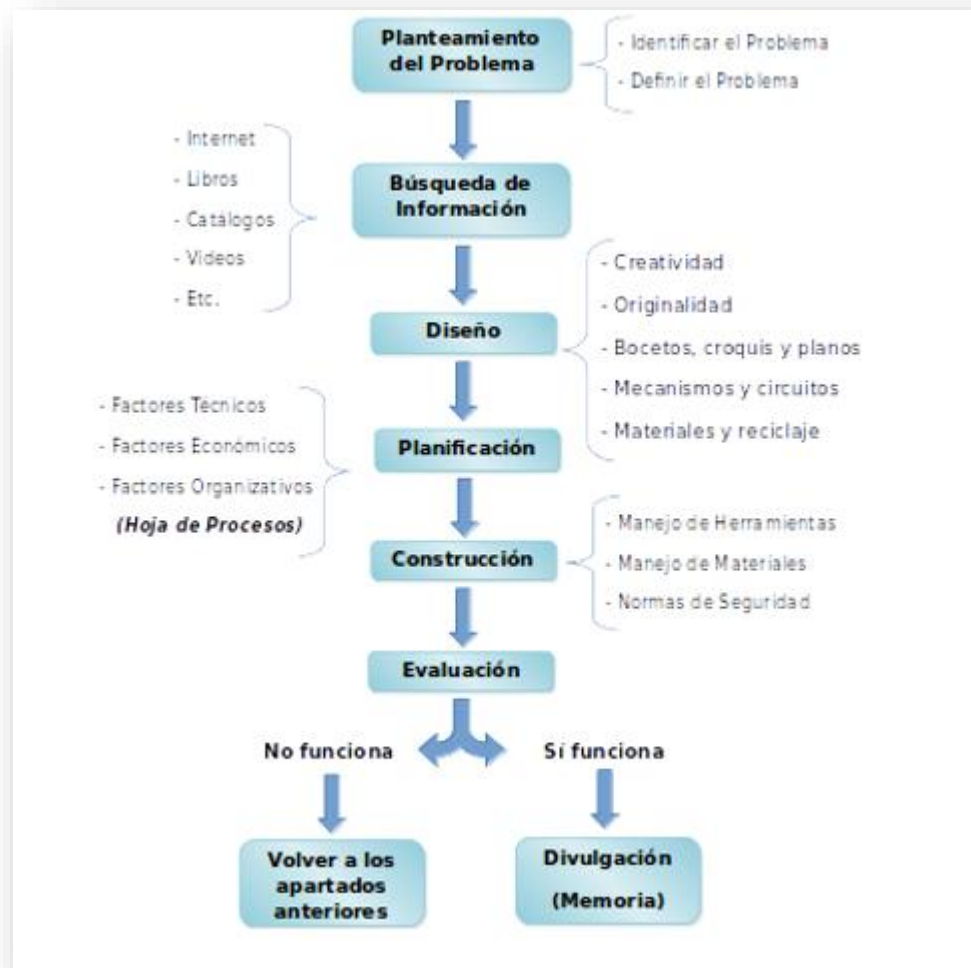 Planteamiento
del Problema
- Identificar el Problema
- Definir el Problema
- Internet
- Libros
- Catálogos
- Videos
- Etc.
Búsqueda de
Información
Diseño
- Creatividad
- Originalidad
- Bocetos, croquis y planos
- Mecanismos y circuitos
- Materiales y reciclaje
- Factores Técnicos
- Factores Económicos
- Factores Organizativos
(Hoja de Procesos)
Planificación
Construcción
- Manejo de Herramientas
- Manejo de Materiales
- Normas de Seguridad
Evaluación
No funciona
Sí funciona
Volver a los
apartados
anteriores
Divulgación
(Memoria)